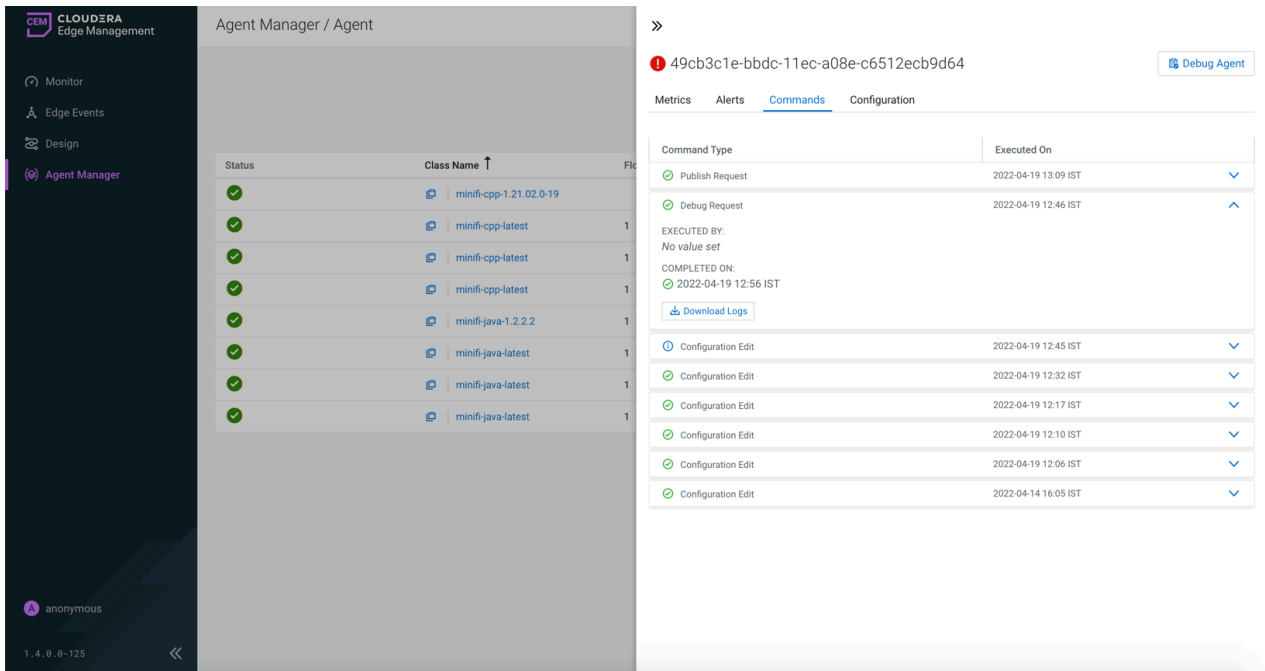 CEM
CLOUDERA
Edge Management
Monitor
Edge Events
Design
Agent Manager
A anonymous
1.4.0.0-125
Agent Manager / Agent
Status Class Name Flo
minifi-cpp-1.21.02.0-19
minifi-cpp-latest 1
minifi-cpp-latest 1
minifi-cpp-latest 1
minifi-java-1.2.2.2 1
minifi-java-latest 1
minifi-java-latest 1
minifi-java-latest 1
49cb3c1e-bbdc-11ec-a08e-c6512ecb9d64
Debug Agent
Metrics Alerts Commands Configuration
Command Type Executed On
Publish Request 2022-04-19 13:09 IST
Debug Request 2022-04-19 12:46 IST
EXECUTED BY:
No value set
COMPLETED ON:
2022-04-19 12:56 IST
Download Logs
Configuration Edit 2022-04-19 12:45 IST
Configuration Edit 2022-04-19 12:32 IST
Configuration Edit 2022-04-19 12:17 IST
Configuration Edit 2022-04-19 12:10 IST
Configuration Edit 2022-04-19 12:06 IST
Configuration Edit 2022-04-14 16:05 IST